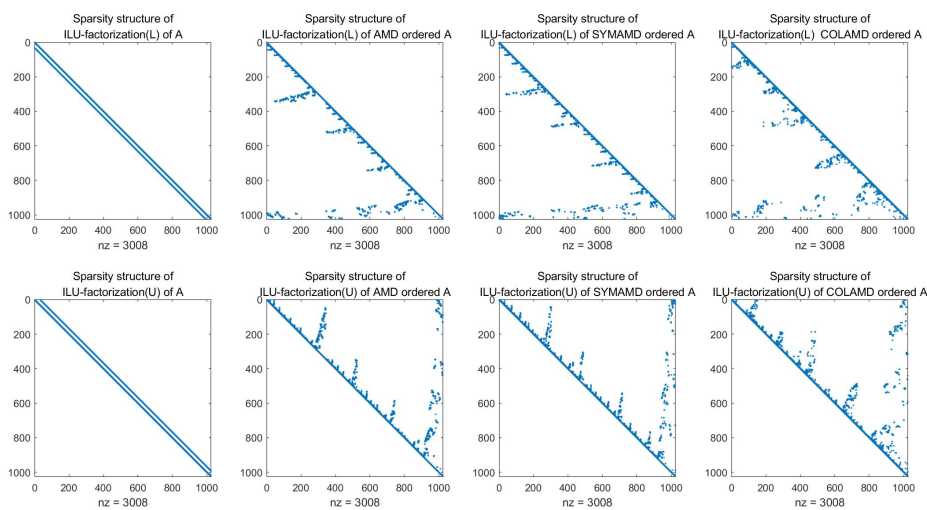 Sparsity structure of
ILU-factorization(L) of A
0
200
400
600
800
1000
0 200 400 600 800 1000
nz = 3008
Sparsity structure of
ILU-factorization(L) of AMD ordered A
0
200
400
600
800
1000
0 200 400 600 800 1000
nz = 3008
Sparsity structure of
ILU-factorization(L) of SYMAMD ordered A
0
200
400
600
800
1000
0 200 400 600 800 1000
nz = 3008
Sparsity structure of
ILU-factorization(L) COLAMD ordered A
0
200
400
600
800
1000
0 200 400 600 800 1000
nz = 3008
Sparsity structure of
ILU-factorization(U) of A
0
200
400
600
800
1000
0 200 400 600 800 1000
nz = 3008
Sparsity structure of
ILU-factorization(U) of AMD ordered A
0
200
400
600
800
1000
0 200 400 600 800 1000
nz = 3008
Sparsity structure of
ILU-factorization(U) of SYMAMD ordered A
0
200
400
600
800
1000
0 200 400 600 800 1000
nz = 3008
Sparsity structure of
ILU-factorization(U) of COLAMD ordered A
0
200
400
600
800
1000
0 200 400 600 800 1000
nz = 3008